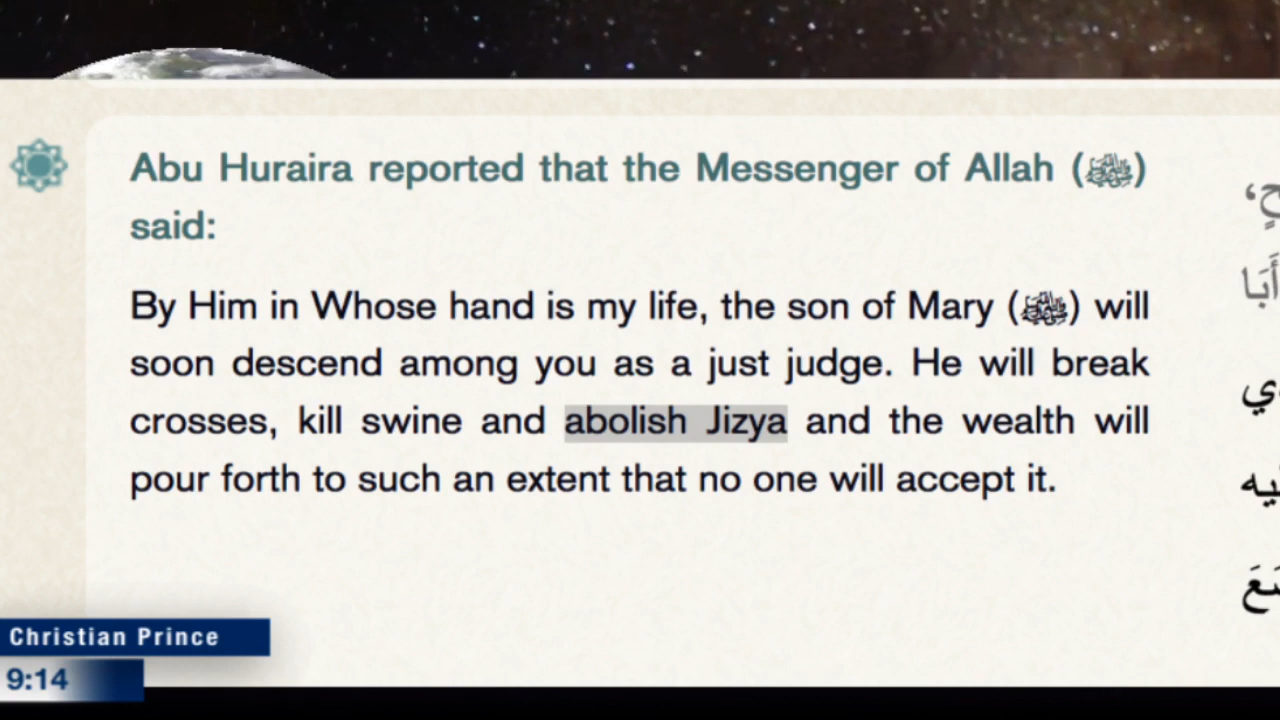 Abu Huraira reported that the Messenger of Allah (ﷺ)
said:
By Him in Whose hand is my life, the son of Mary (ﷺ) will
soon descend among you as a just judge. He will break
crosses, kill swine and abolish Jizya and the wealth will
pour forth to such an extent that no one will accept it.
Christian Prince
9:14